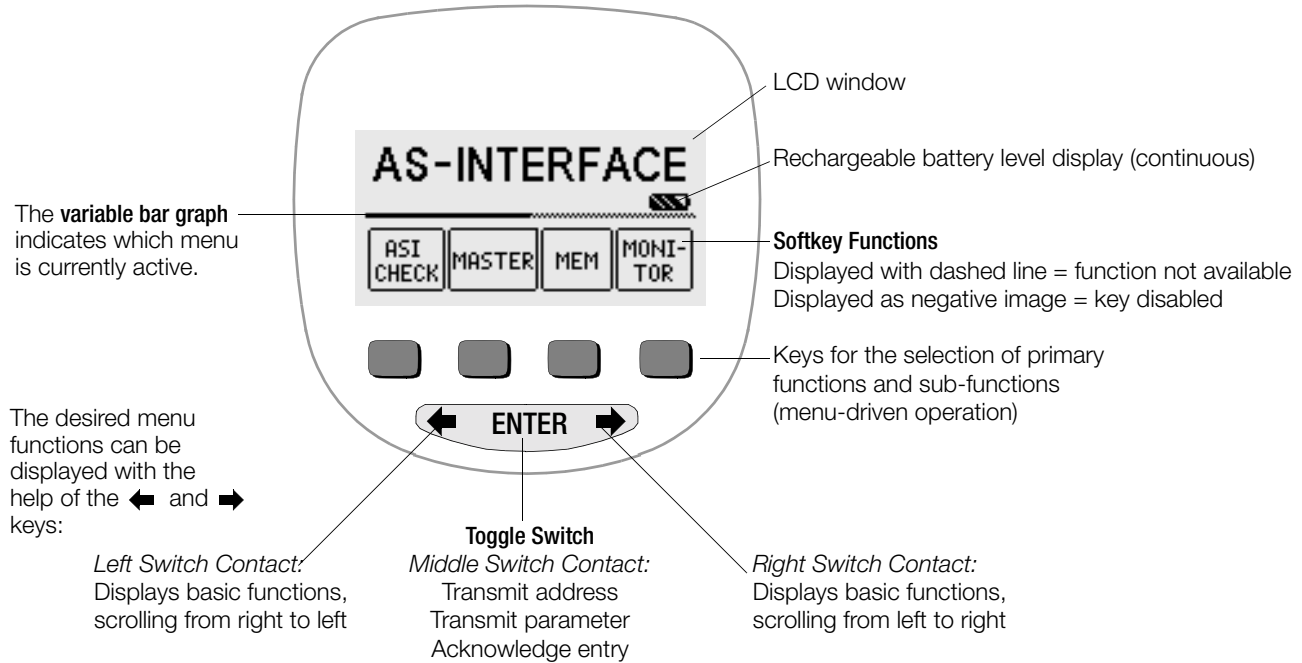 LCD window
AS-INTERFACE
Rechargeable battery level display (continuous)
The variable bar graph
indicates which menu
is currently active.
ASI
CHECK
MASTER
MEM
MONI-
TOR
Softkey Functions
Displayed with dashed line = function not available
Displayed as negative image = key disabled
Keys for the selection of primary
functions and sub-functions
(menu-driven operation)
The desired menu
functions can be
displayed with the
help of the ← and →
keys:
← ENTER →
Left Switch Contact:
Displays basic functions,
scrolling from right to left
Toggle Switch
Middle Switch Contact:
Transmit address
Transmit parameter
Acknowledge entry
Right Switch Contact:
Displays basic functions,
scrolling from left to right